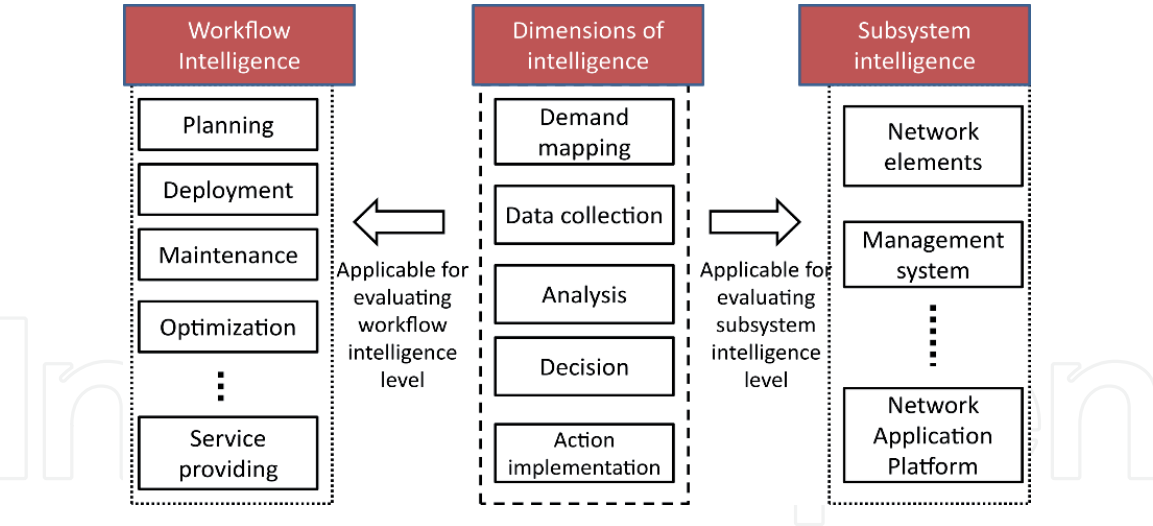 Workflow
Intelligence
Planning
Deployment
Maintenance
Optimization
Service
providing
Applicable for
evaluating
workflow
intelligence
level
Dimensions of
intelligence
Demand
mapping
Data collection
Analysis
Decision
Action
implementation
Applicable for
evaluating
subsystem
intelligence
level
Subsystem
intelligence
Network
elements
Management
system
Network
Application
Platform